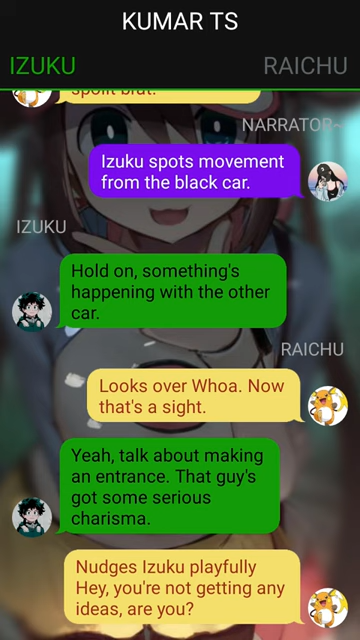 KUMAR TS
IZUKU
RAICHU
spoilt brat.
NARRATOR~
Izuku spots movement
from the black car.
IZUKU
Hold on, something's
happening with the other
car.
RAICHU
Looks over Whoa. Now
that's a sight.
Yeah, talk about making
an entrance. That guy's
got some serious
charisma.
Nudges Izuku playfully
Hey, you're not getting any
ideas, are you?